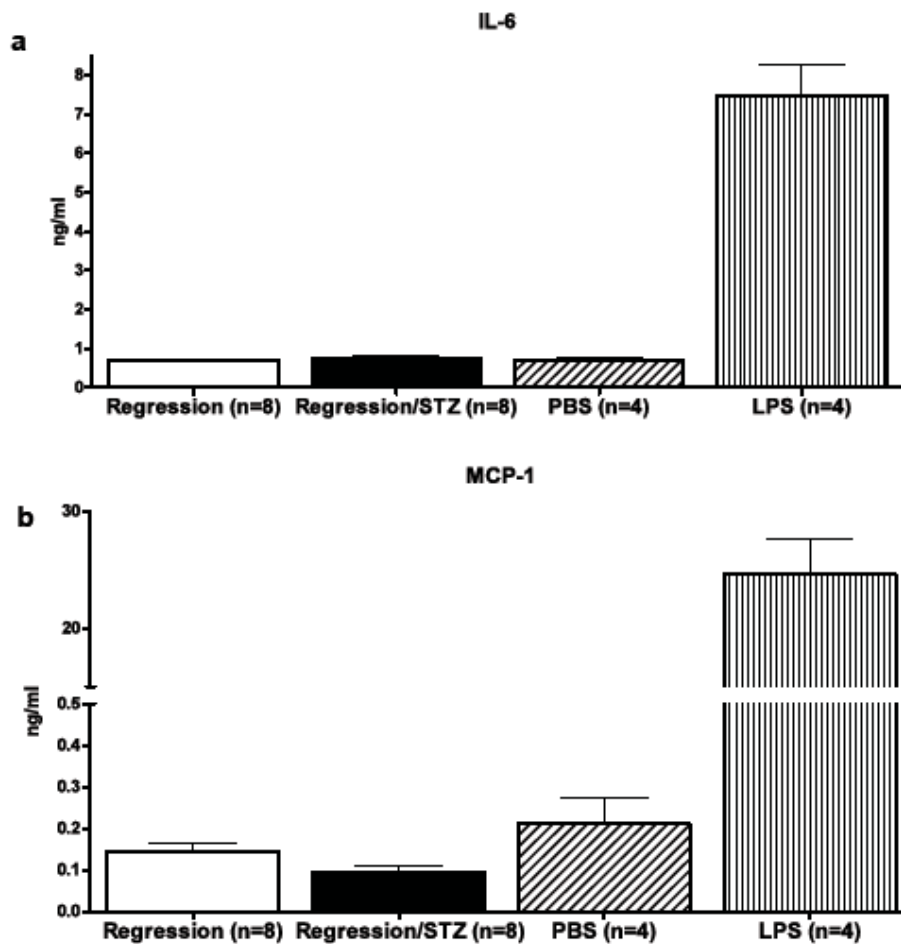 IL-6
a
8
7
6
5
4
3
2
1
0
ng/ml
Regression (n=8) Regression/STZ (n=8) PBS (n=4) LPS (n=4)
MCP-1
b
30
20
0.5
0.4
0.3
0.2
0.1
0.0
ng/ml
Regression (n=8) Regression/STZ (n=8) PBS (n=4) LPS (n=4)